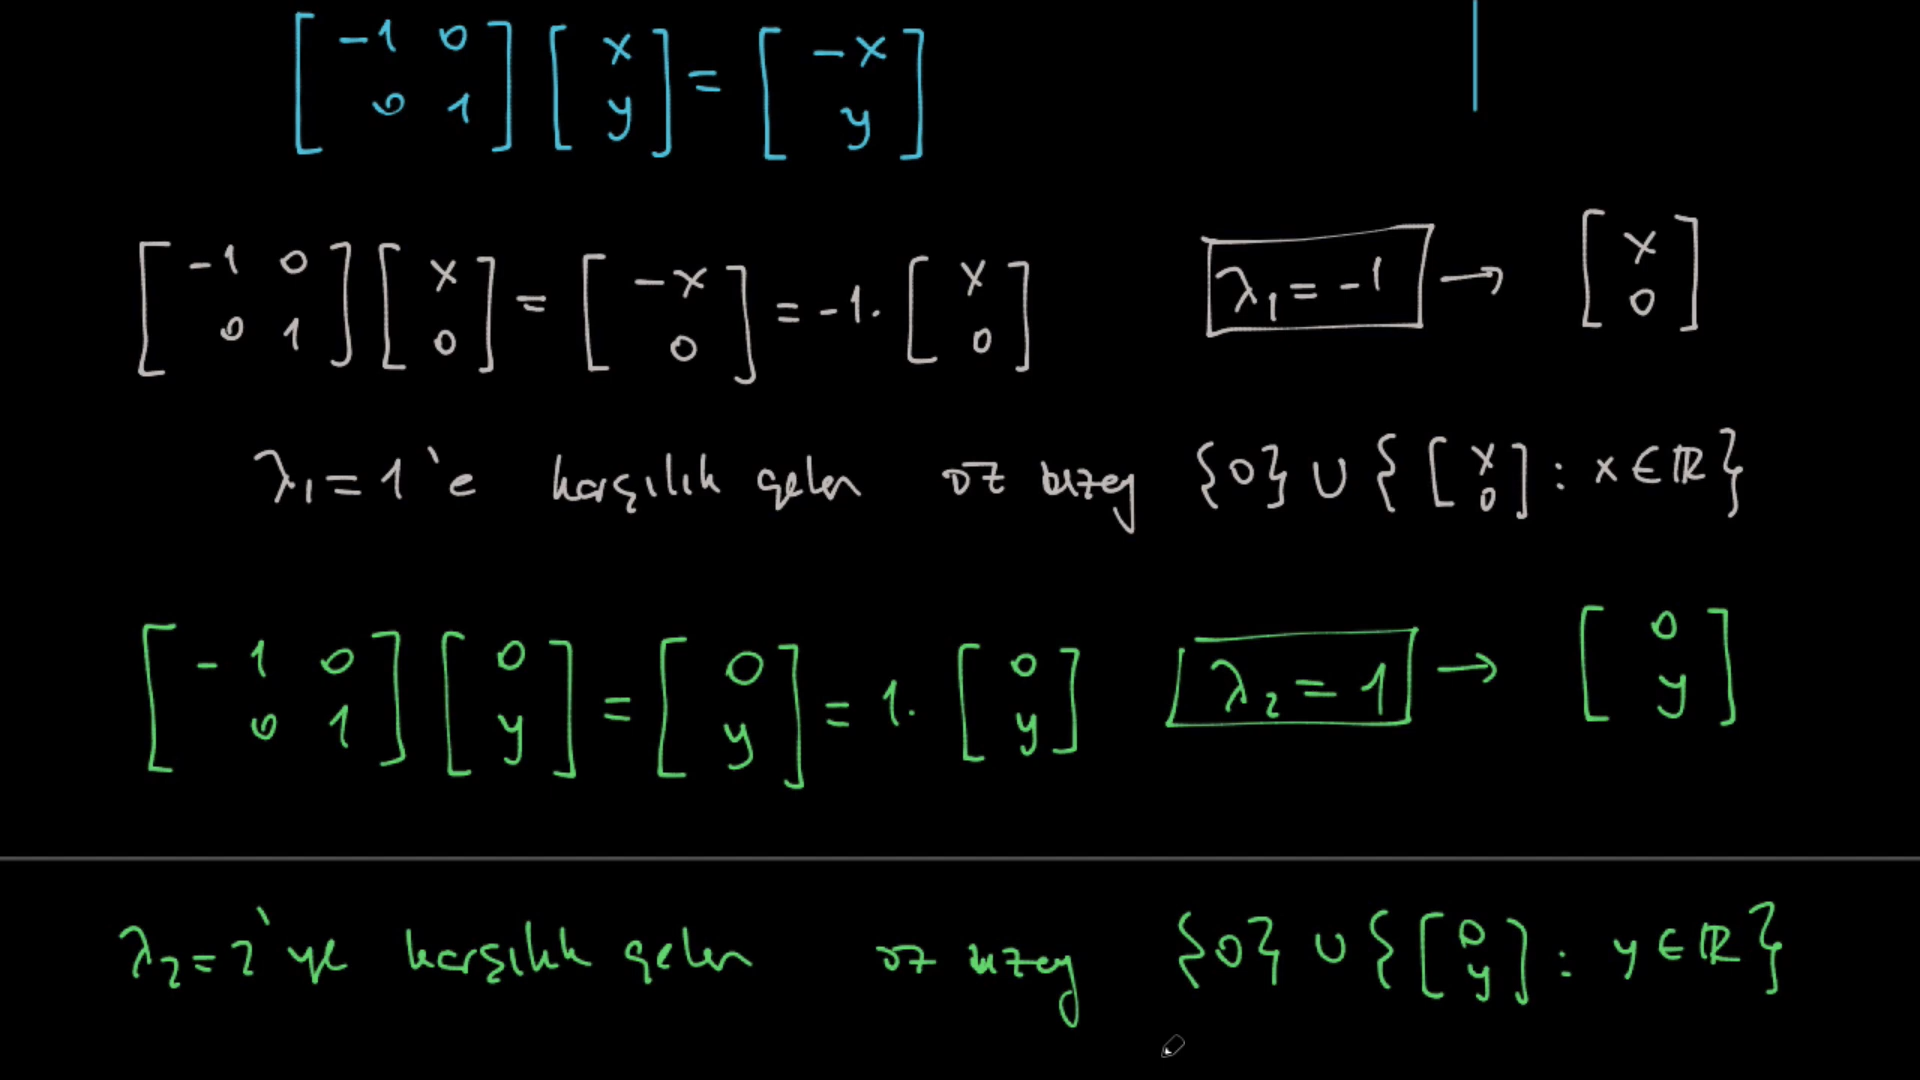 [-1 0; 0 1] [x; y] = [-x; y]
[-1 0; 0 1] [x; 0] = [-x; 0] = -1. [x; 0] λ₁ = -1 → [x; 0]
λ₁ = 1'e karşılık gelen öz uzay {0} ∪ {[x; 0] : x ∈ ℝ}
[-1 0; 0 1] [0; y] = [0; y] = 1. [0; y] λ₂ = 1 → [0; y]
λ₂ = 2'ye karşılık gelen öz uzay {0} ∪ {[0; y] : y ∈ ℝ}